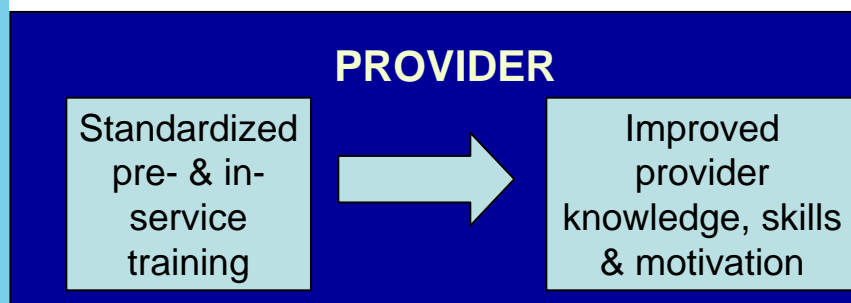 PROVIDER
Standardized
pre- & in-
service
training
Improved
provider
knowledge, skills
& motivation